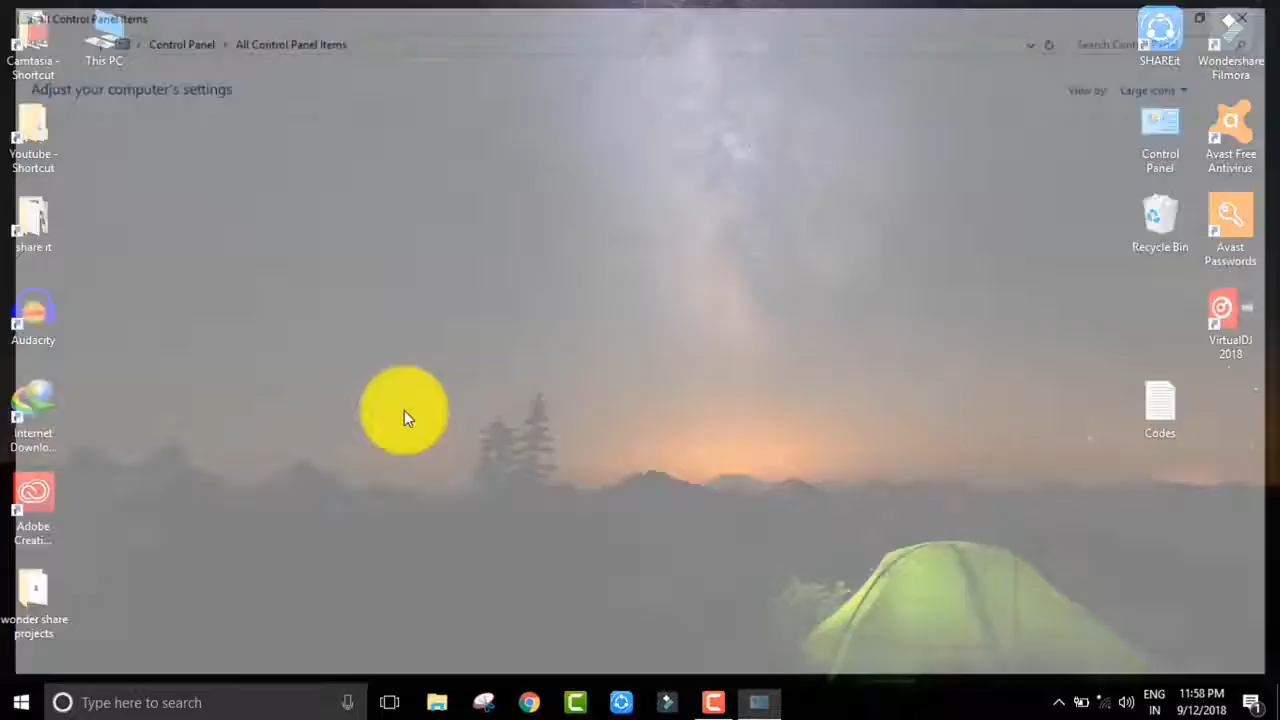 All Control Panel Items
Control Panel › All Control Panel Items
Adjust your computer's settings
View by: Large icons
Camtasia - Shortcut
This PC
Youtube - Shortcut
share it
Audacity
Internet Downlo...
Adobe Creati...
wonder share projects
SHAREit
Wondershare Filmora
Control Panel
Avast Free Antivirus
Recycle Bin
Avast Passwords
VirtualDJ 2018
Codes
Type here to search
ENG
IN
11:58 PM
9/12/2018
1